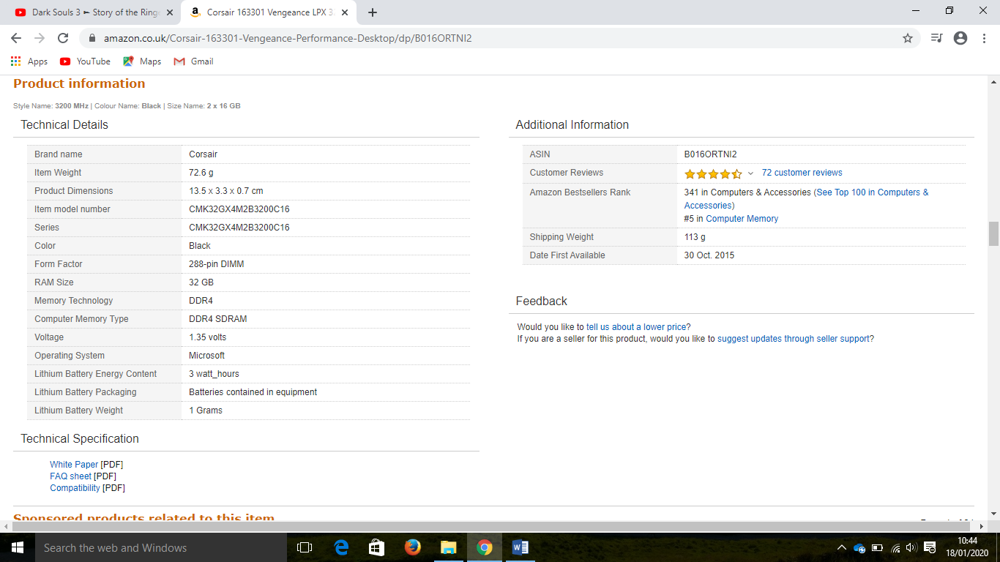 Dark Souls 3 ► Story of the Ring
Corsair 163301 Vengeance LPX 3
amazon.co.uk/Corsair-163301-Vengeance-Performance-Desktop/dp/B016ORTNI2
Apps YouTube Maps Gmail
Product information
Style Name: 3200 MHz | Colour Name: Black | Size Name: 2 x 16 GB
Technical Details
Brand name Corsair
Item Weight 72.6 g
Product Dimensions 13.5 x 3.3 x 0.7 cm
Item model number CMK32GX4M2B3200C16
Series CMK32GX4M2B3200C16
Color Black
Form Factor 288-pin DIMM
RAM Size 32 GB
Memory Technology DDR4
Computer Memory Type DDR4 SDRAM
Voltage 1.35 volts
Operating System Microsoft
Lithium Battery Energy Content 3 watt_hours
Lithium Battery Packaging Batteries contained in equipment
Lithium Battery Weight 1 Grams
Technical Specification
White Paper [PDF]
FAQ sheet [PDF]
Compatibility [PDF]
Additional Information
ASIN B016ORTNI2
Customer Reviews 72 customer reviews
Amazon Bestsellers Rank 341 in Computers & Accessories (See Top 100 in Computers &
Accessories)
#5 in Computer Memory
Shipping Weight 113 g
Date First Available 30 Oct. 2015
Feedback
Would you like to tell us about a lower price?
If you are a seller for this product, would you like to suggest updates through seller support?
Sponsored products related to this item
Search the web and Windows
10:44
18/01/2020